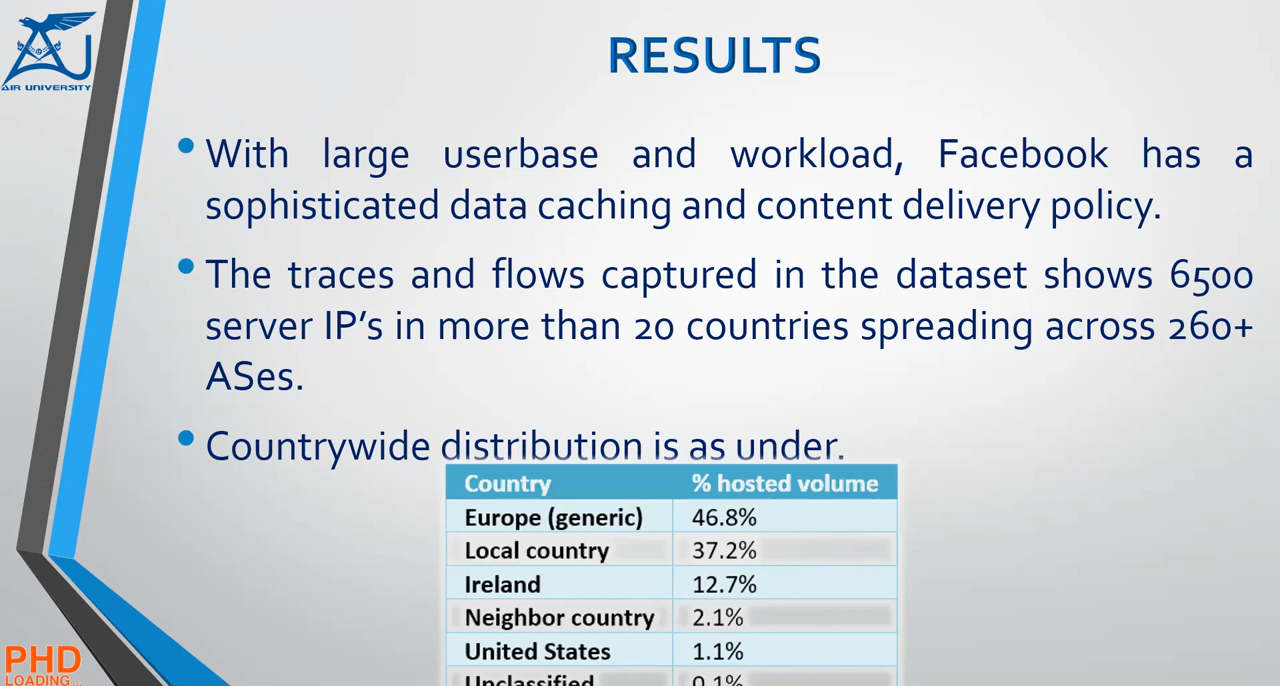 AIR UNIVERSITY
RESULTS
With large userbase and workload, Facebook has a
sophisticated data caching and content delivery policy.
The traces and flows captured in the dataset shows 6500
server IP's in more than 20 countries spreading across 260+
ASes.
Countrywide distribution is as under.
Country % hosted volume
Europe (generic) 46.8%
Local country 37.2%
Ireland 12.7%
Neighbor country 2.1%
United States 1.1%
Unclassified 0.1%
PHD
LOADING...